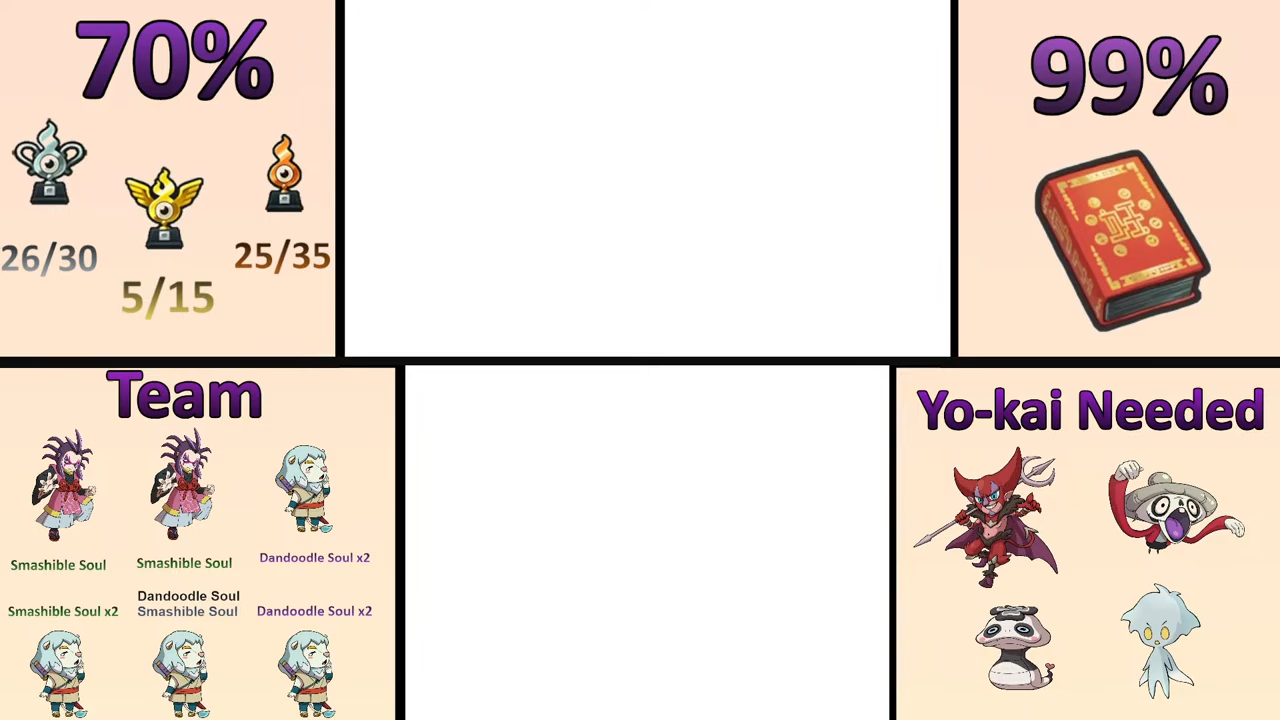 70%
26/30
5/15
25/35
99%
Team
Smashible Soul
Smashible Soul
Dandoodle Soul x2
Smashible Soul x2
Dandoodle Soul
Smashible Soul
Dandoodle Soul x2
Yo-kai Needed